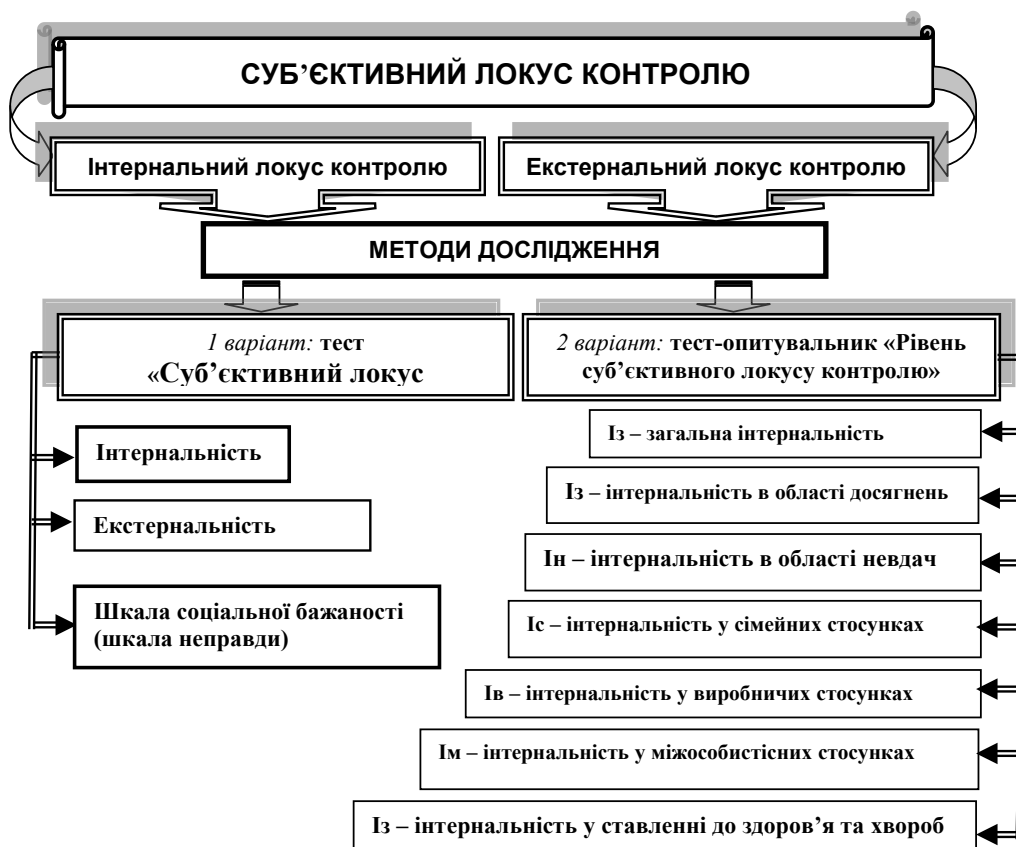 СУБ’ЄКТИВНИЙ ЛОКУС КОНТРОЛЮ
Інтернальний локус контролю
Екстернальний локус контролю
МЕТОДИ ДОСЛІДЖЕННЯ
1 варіант: тест
«Суб’єктивний локус
2 варіант: тест-опитувальник «Рівень
суб’єктивного локусу контролю»
Інтернальність
Екстернальність
Шкала соціальної бажаності
(шкала неправди)
Із – загальна інтернальність
Із – інтернальність в області досягнень
Ін – інтернальність в області невдач
Іс – інтернальність у сімейних стосунках
Ів – інтернальність у виробничих стосунках
Ім – інтернальність у міжособистісних стосунках
Із – інтернальність у ставленні до здоров’я та хвороб